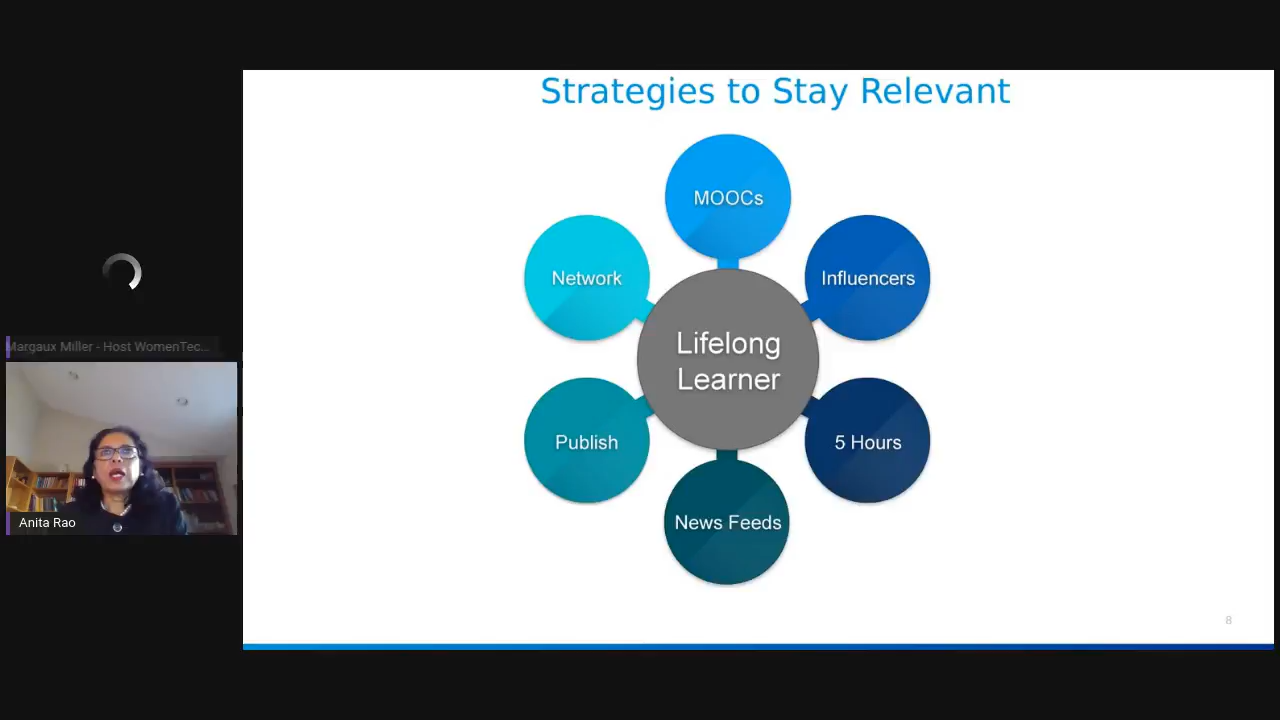 Strategies to Stay Relevant
MOOCs
Network
Influencers
Lifelong
Learner
Publish
5 Hours
News Feeds
8
Margaux Miller - Host WomenTec...
Anita Rao